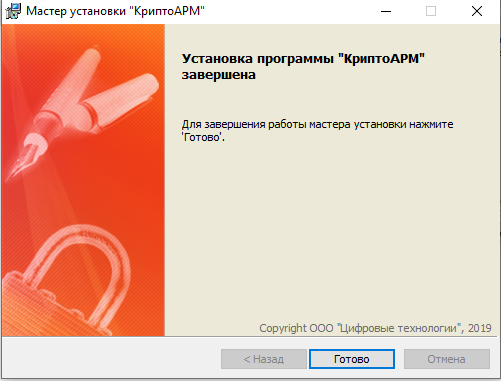 Мастер установки "КриптоАРМ"
Установка программы "КриптоАРМ"
завершена
Для завершения работы мастера установки нажмите
'Готово'.
Copyright ООО "Цифровые технологии", 2019
< Назад
Готово
Отмена